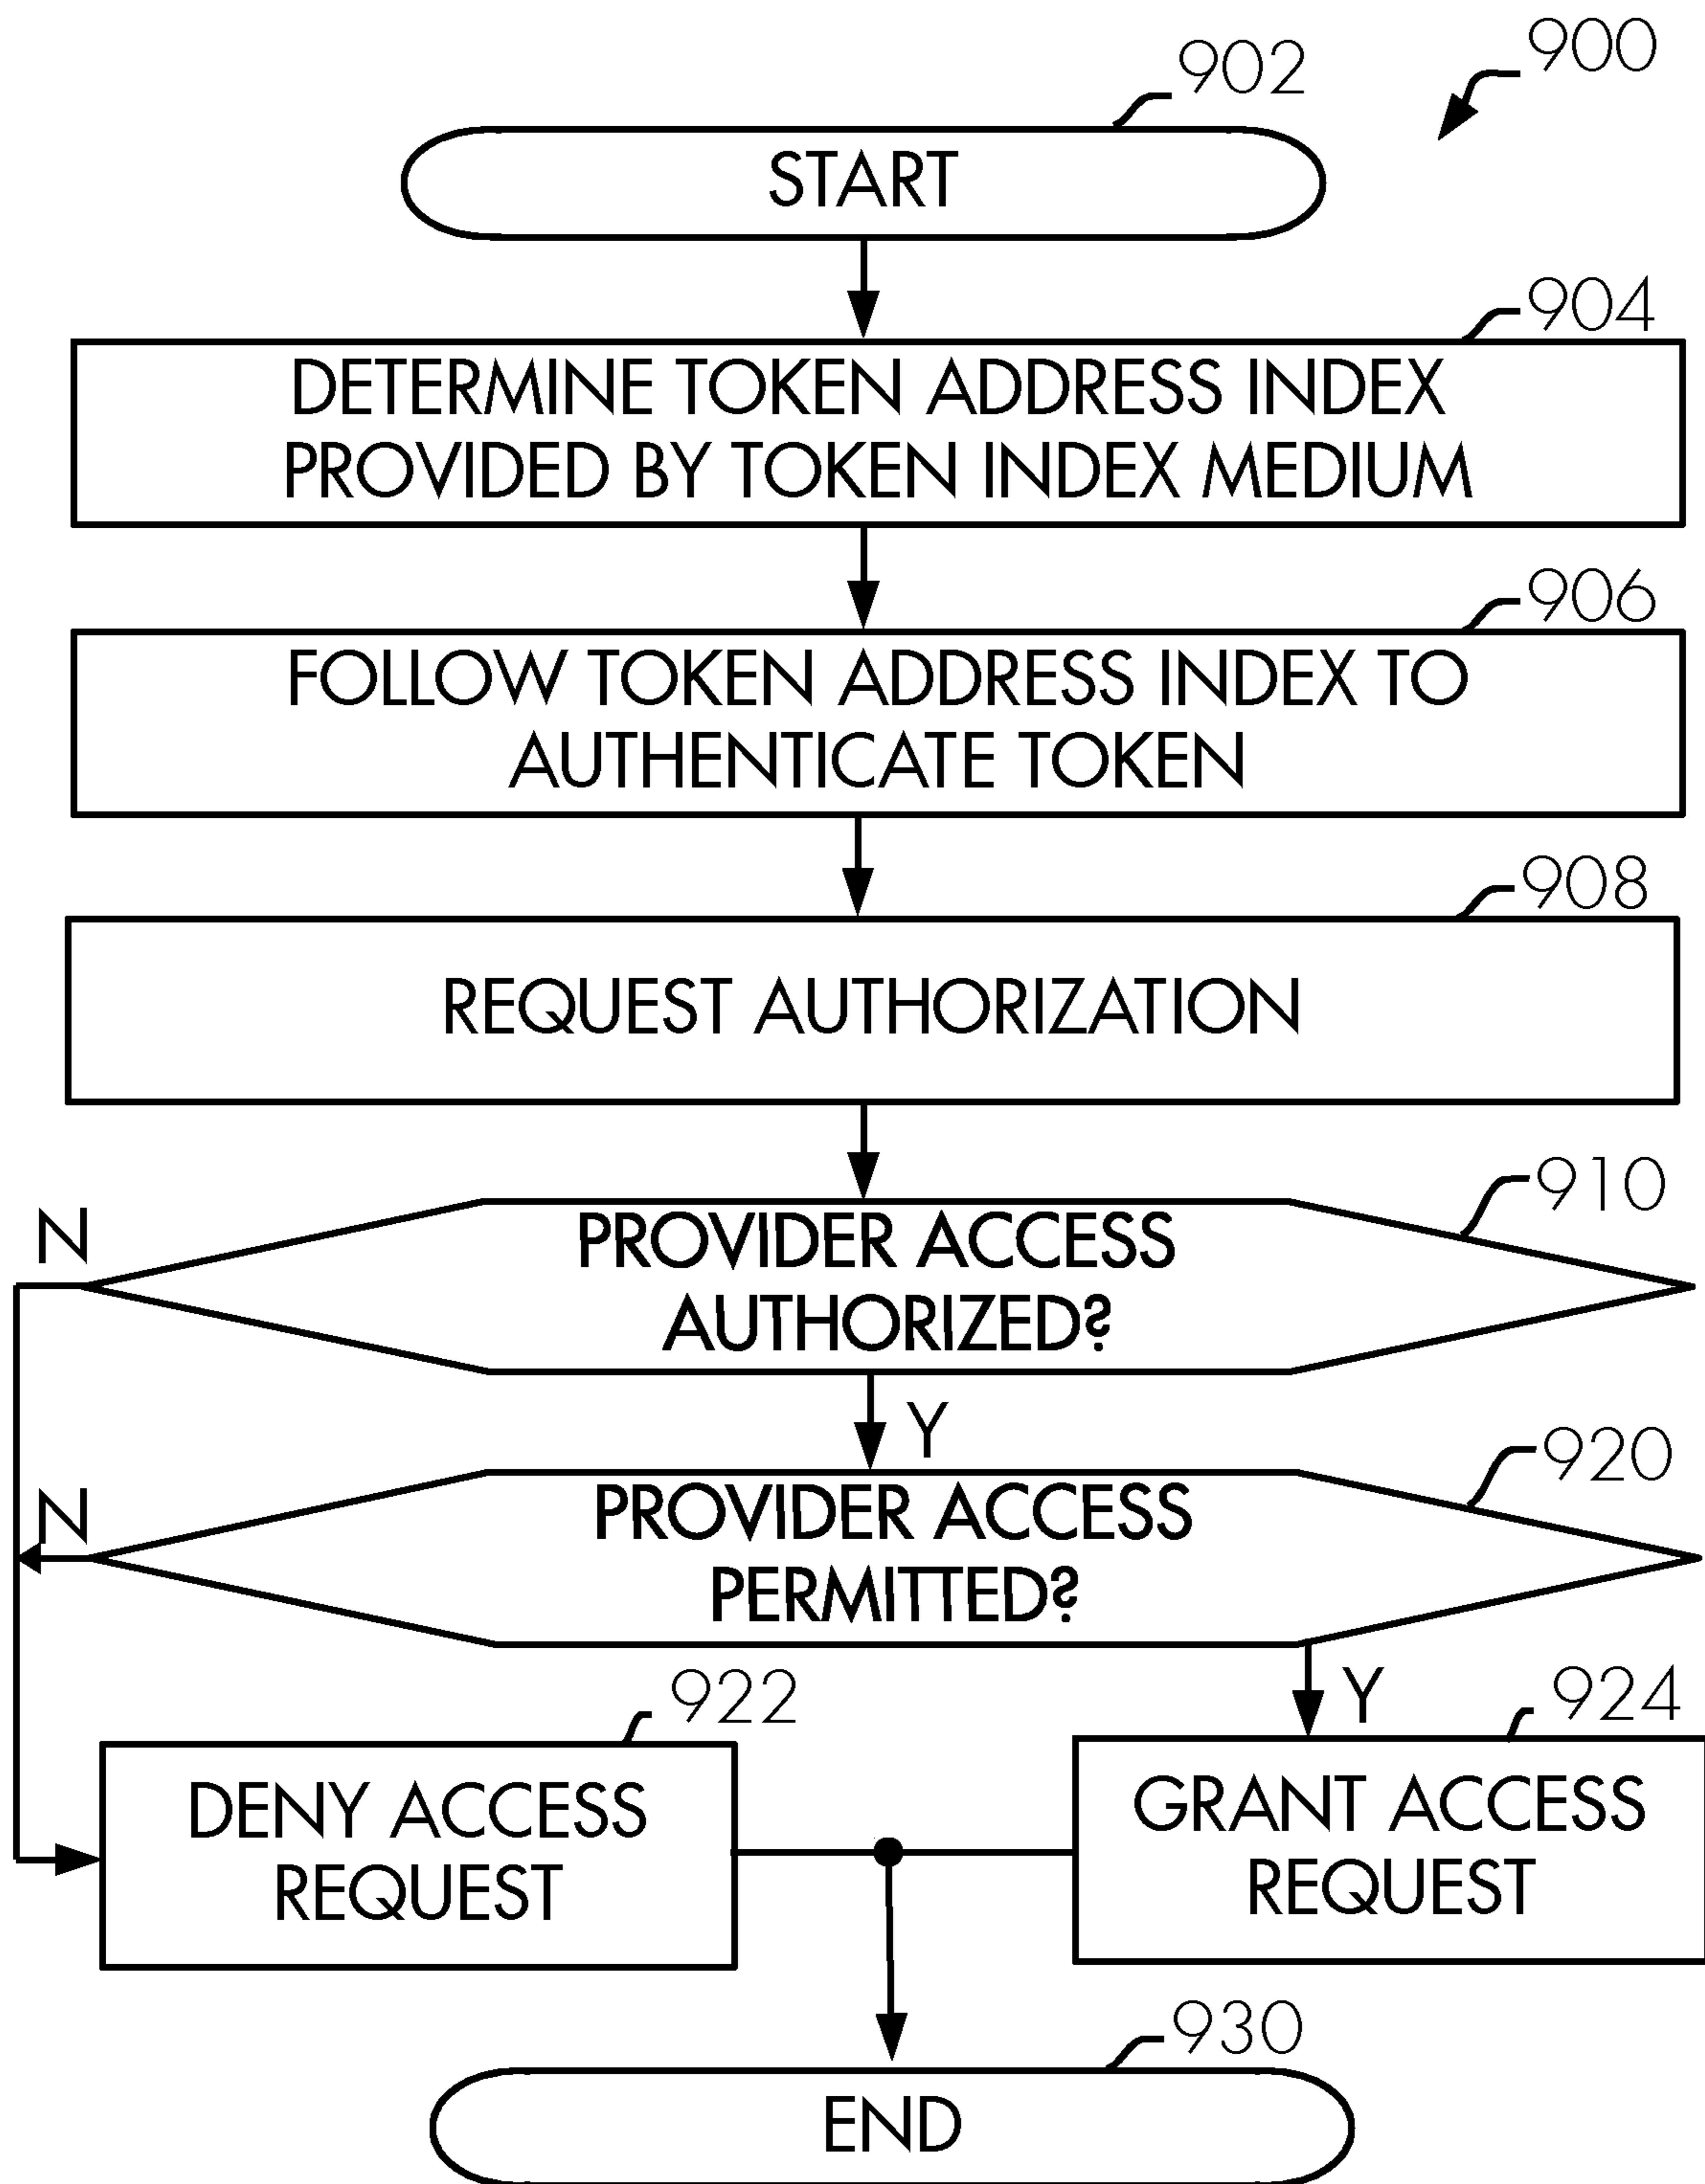 900
902
START
904
DETERMINE TOKEN ADDRESS INDEX
PROVIDED BY TOKEN INDEX MEDIUM
906
FOLLOW TOKEN ADDRESS INDEX TO
AUTHENTICATE TOKEN
908
REQUEST AUTHORIZATION
910
N
PROVIDER ACCESS
AUTHORIZED?
Y
920
N
PROVIDER ACCESS
PERMITTED?
Y
922
DENY ACCESS
REQUEST
924
GRANT ACCESS
REQUEST
930
END